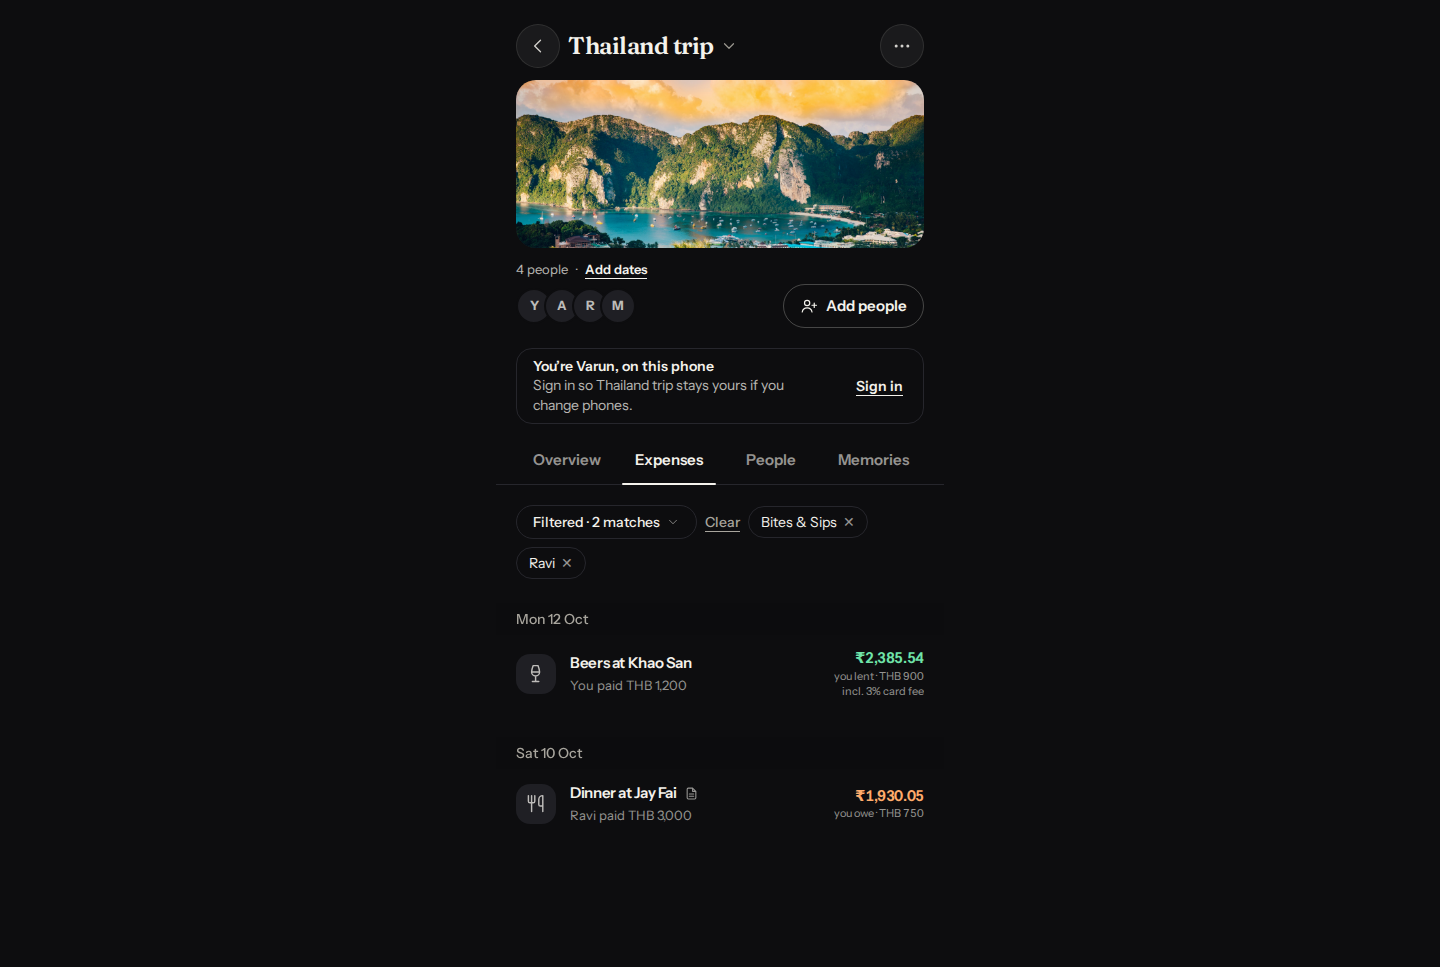 Thailand trip
4 people · Add dates
Y A R M
Add people
You're Varun, on this phone
Sign in so Thailand trip stays yours if you
change phones.
Sign in
Overview Expenses People Memories
Filtered · 2 matches Clear Bites & Sips ✕
Ravi ✕
Mon 12 Oct
Beers at Khao San
You paid THB 1,200
₹2,385.54
you lent · THB 900
incl. 3% card fee
Sat 10 Oct
Dinner at Jay Fai
Ravi paid THB 3,000
₹1,930.05
you owe · THB 750